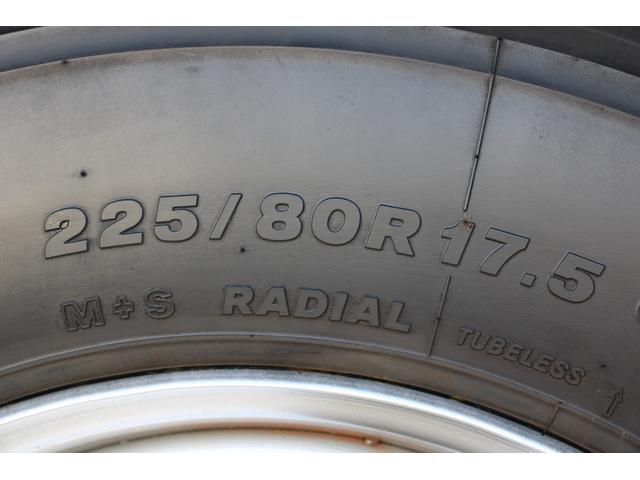 225/80R 17.5
M+S RADIAL TUBELESS ↑